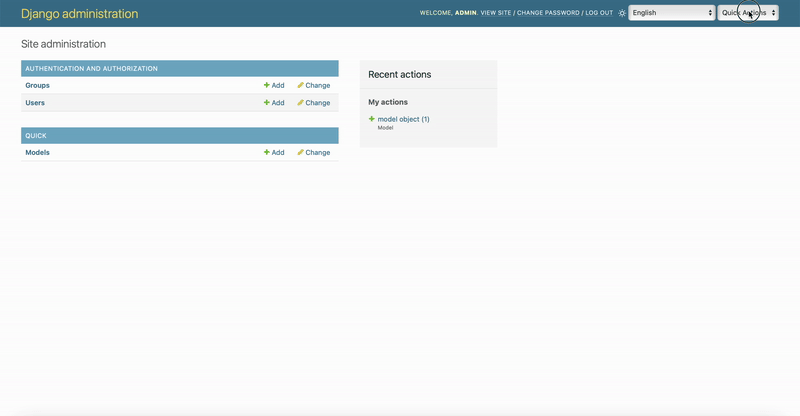 Django administration
WELCOME, ADMIN. VIEW SITE / CHANGE PASSWORD / LOG OUT
English
Quick Actions
Site administration
AUTHENTICATION AND AUTHORIZATION
Groups Add Change
Users Add Change
QUICK
Models Add Change
Recent actions
My actions
model object (1)
Model